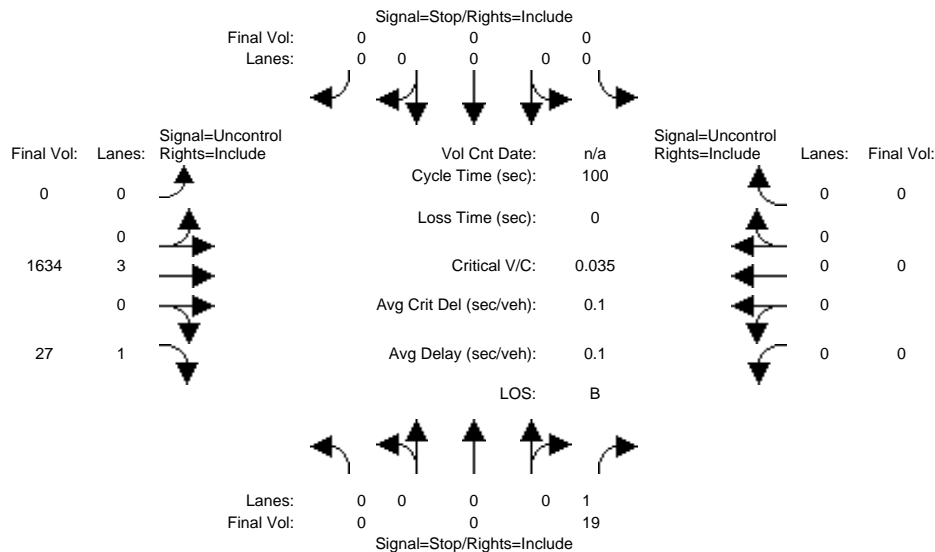 Signal=Stop/Rights=Include
Final Vol: 0 0 0
Lanes: 0 0 0 0 0
Signal=Uncontrol
Final Vol: Lanes: Rights=Include
Vol Cnt Date: n/a
Signal=Uncontrol
Rights=Include Lanes: Final Vol:
0 0
Cycle Time (sec): 100
0 0
0
Loss Time (sec): 0
0
1634 3
Critical V/C: 0.035
0 0
0
Avg Crit Del (sec/veh): 0.1
0
27 1
Avg Delay (sec/veh): 0.1
0 0
LOS: B
Lanes: 0 0 0 0 1
Final Vol: 0 0 19
Signal=Stop/Rights=Include